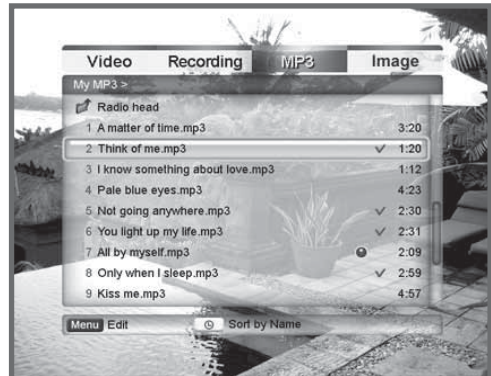 Video Recording MP3 Image
My MP3 >
Radio head
1 A matter of time.mp3 3:20
2 Think of me.mp3 1:20
3 I know something about love.mp3 1:12
4 Pale blue eyes.mp3 4:23
5 Not going anywhere.mp3 2:30
6 You light up my life.mp3 2:31
7 All by myself.mp3 2:09
8 Only when I sleep.mp3 2:59
9 Kiss me.mp3 4:57
Menu Edit Sort by Name